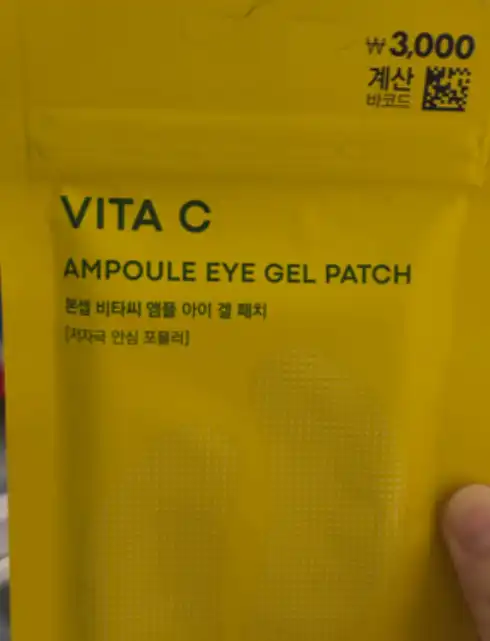 ₩3,000
계산
바코드
VITA C
AMPOULE EYE GEL PATCH
본셉 비타씨 앰플 아이 겔 패치
[저자극 안심 포뮬러]